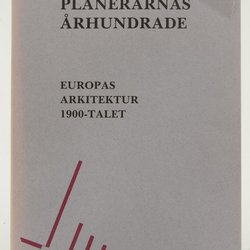 PLANERARNAS
ÅRHUNDRADE
EUROPAS
ARKITEKTUR
1900-TALET